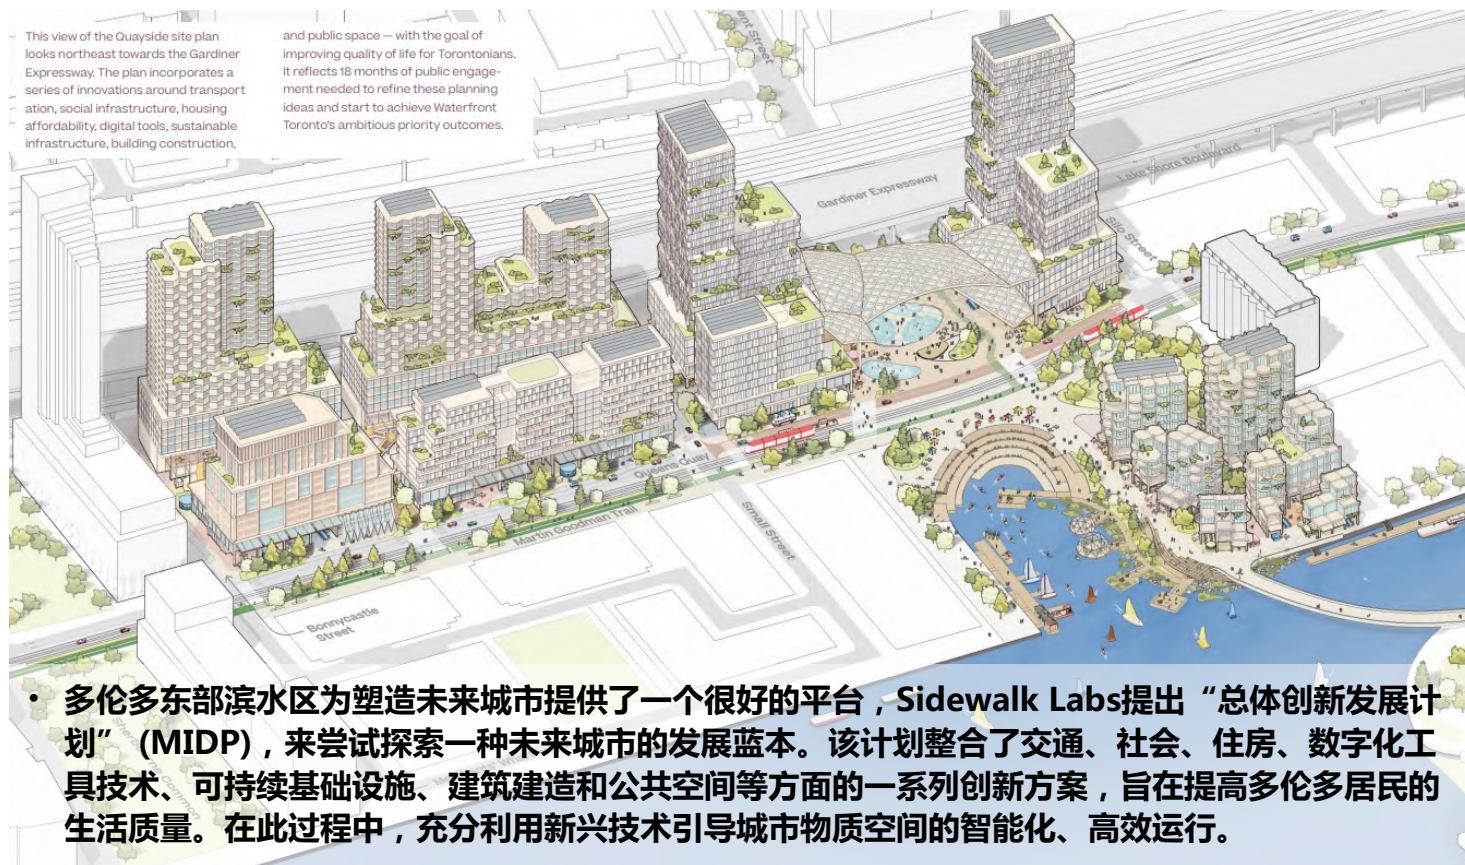 This view of the Quayside site plan
looks northeast towards the Gardiner
Expressway. The plan incorporates a
series of innovations around transport
ation, social infrastructure, housing
affordability, digital tools, sustainable
infrastructure, building construction,
and public space — with the goal of
improving quality of life for Torontonians.
It reflects 18 months of public engage-
ment needed to refine these planning
ideas and start to achieve Waterfront
Toronto's ambitious priority outcomes.
Street
Gardiner Expressway
Lake Shore Boulevard
Silo Street
Queens Quay
Martin Goodman Trail
Small Street
Bonnycastle
Street
• 多伦多东部滨水区为塑造未来城市提供了一个很好的平台，Sidewalk Labs提出“总体创新发展计
划” (MIDP)，来尝试探索一种未来城市的发展蓝本。该计划整合了交通、社会、住房、数字化工
具技术、可持续基础设施、建筑建造和公共空间等方面的一系列创新方案，旨在提高多伦多居民的
生活质量。在此过程中，充分利用新兴技术引导城市物质空间的智能化、高效运行。